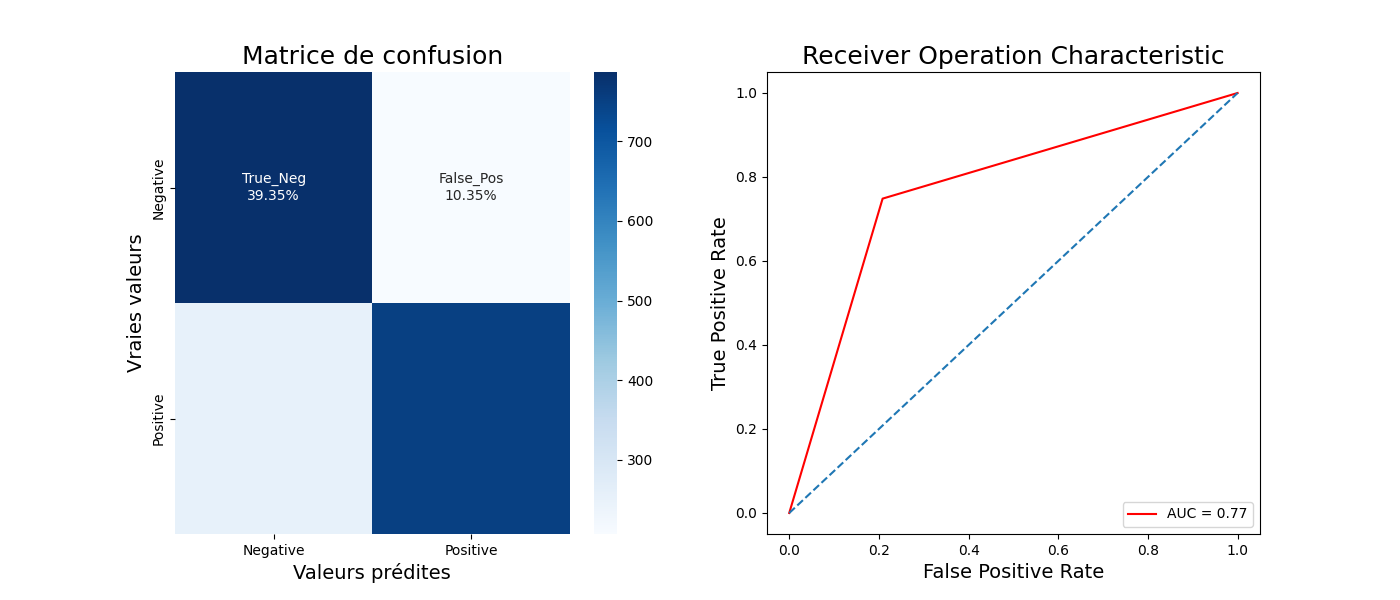 Matrice de confusion
Vraies valeurs
Negative
Positive
True_Neg
39.35%
False_Pos
10.35%
Negative
Positive
Valeurs prédites
700
600
500
400
300
Receiver Operation Characteristic
True Positive Rate
1.0
0.8
0.6
0.4
0.2
0.0
AUC = 0.77
0.0
0.2
0.4
0.6
0.8
1.0
False Positive Rate